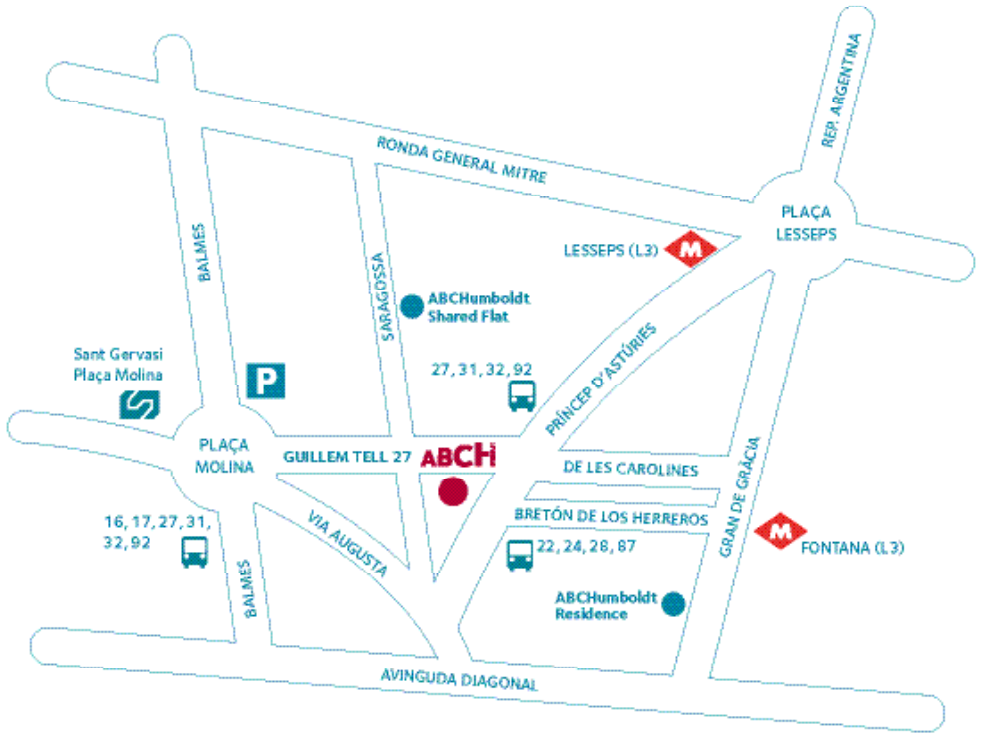 REP. ARGENTINA
RONDA GENERAL MITRE
PLAÇA
LESSEPS
BALMES
LESSEPS (L3)
M
SARAGOSSA
ABCHumboldt
Shared Flat
PRÍNCEP D'ASTÚRIES
Sant Gervasi
Plaça Molina
P
27, 31, 32, 92
PLAÇA
MOLINA
GUILLEM TELL 27
ABCH
DE LES CAROLINES
GRAN DE GRÀCIA
BRETÓN DE LOS HERREROS
16, 17, 27, 31,
32, 92
VIA AUGUSTA
22, 24, 28, 87
M
FONTANA (L3)
BALMES
ABCHumboldt
Residence
AVINGUDA DIAGONAL